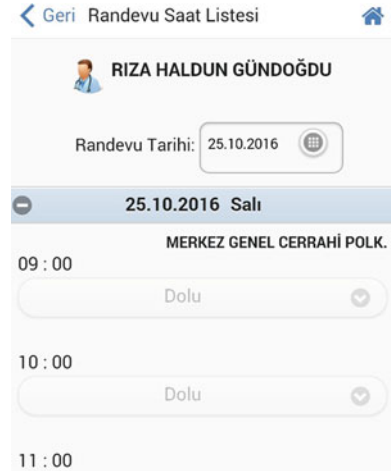 Geri Randevu Saat Listesi
RIZA HALDUN GÜNDOĞDU
Randevu Tarihi: 25.10.2016
25.10.2016 Salı
MERKEZ GENEL CERRAHİ POLK.
09 : 00
Dolu
10 : 00
Dolu
11 : 00